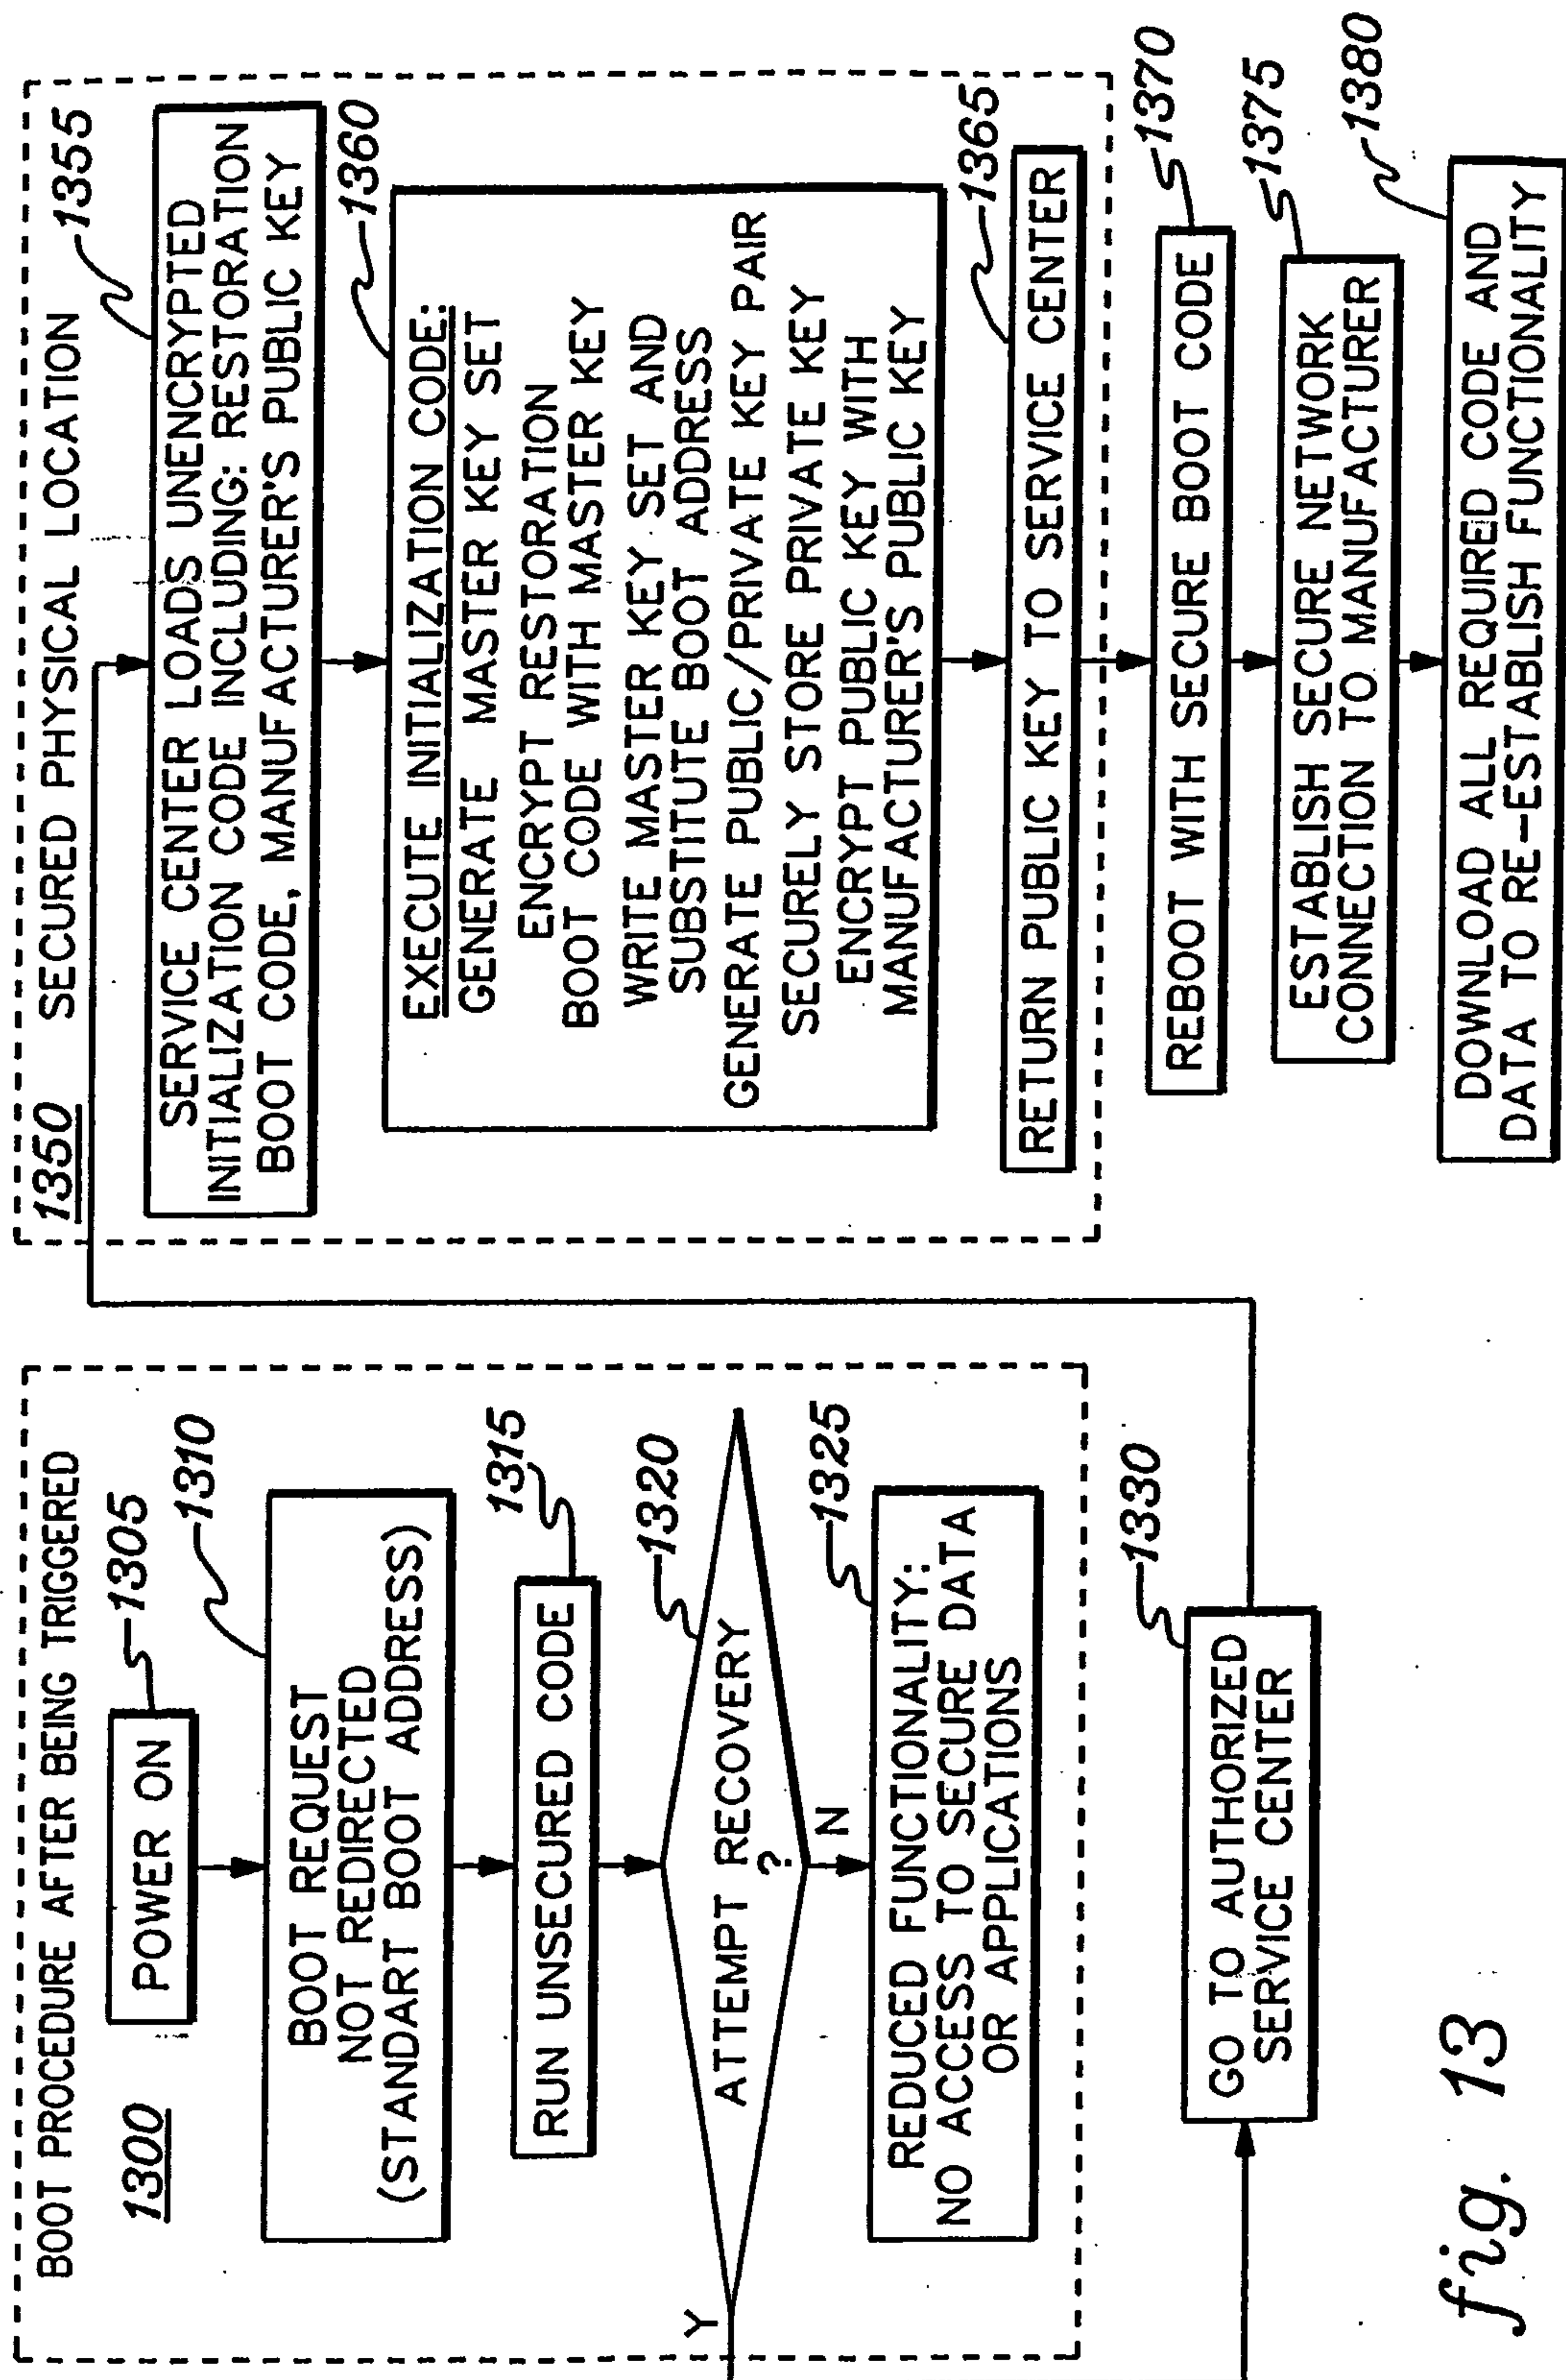 BOOT PROCEDURE AFTER BEING TRIGGERED
1300
POWER ON
1305
BOOT REQUEST
NOT REDIRECTED
(STANDART BOOT ADDRESS)
1310
RUN UNSECURED CODE
1315
ATTEMPT RECOVERY
?
1320
Y
N
REDUCED FUNCTIONALITY:
NO ACCESS TO SECURE DATA
OR APPLICATIONS
1325
GO TO AUTHORIZED
SERVICE CENTER
1330
1350
SECURED PHYSICAL LOCATION
SERVICE CENTER LOADS UNENCRYPTED
INITIALIZATION CODE INCLUDING: RESTORATION
BOOT CODE, MANUFACTURER'S PUBLIC KEY
1355
EXECUTE INITIALIZATION CODE:
GENERATE MASTER KEY SET
ENCRYPT RESTORATION
BOOT CODE WITH MASTER KEY
WRITE MASTER KEY SET AND
SUBSTITUTE BOOT ADDRESS
GENERATE PUBLIC/PRIVATE KEY PAIR
SECURELY STORE PRIVATE KEY
ENCRYPT PUBLIC KEY WITH
MANUFACTURER'S PUBLIC KEY
1360
RETURN PUBLIC KEY TO SERVICE CENTER
1365
REBOOT WITH SECURE BOOT CODE
1370
ESTABLISH SECURE NETWORK
CONNECTION TO MANUFACTURER
1375
DOWNLOAD ALL REQUIRED CODE AND
DATA TO RE-ESTABLISH FUNCTIONALITY
1380
fig. 13